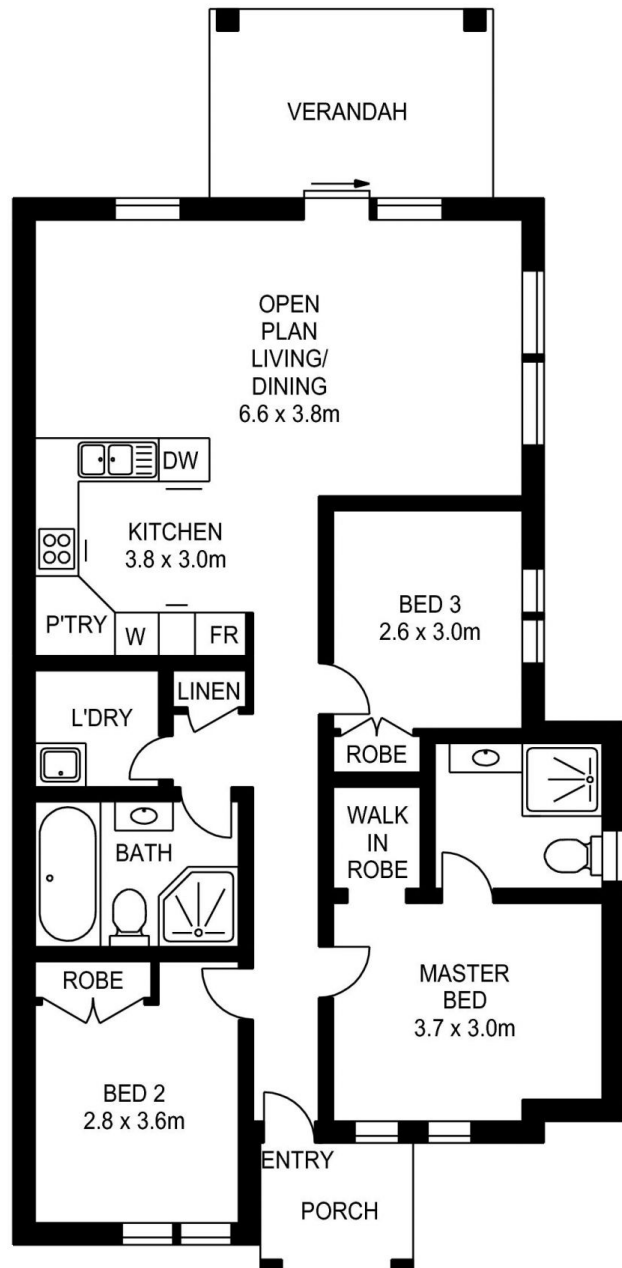 VERANDAH
OPEN
PLAN
LIVING/
DINING
6.6 x 3.8m
DW
KITCHEN
3.8 x 3.0m
P'TRY
W
FR
BED 3
2.6 x 3.0m
LINEN
L'DRY
ROBE
WALK
IN
ROBE
BATH
ROBE
MASTER
BED
3.7 x 3.0m
BED 2
2.8 x 3.6m
ENTRY
PORCH